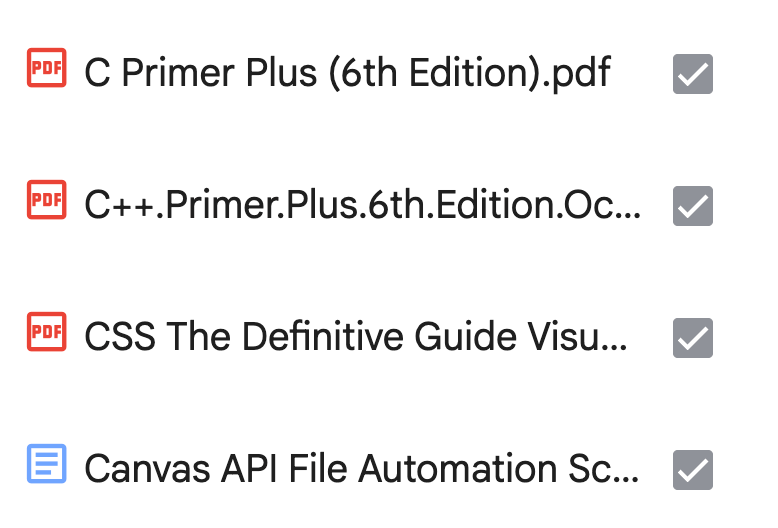 PDF C Primer Plus (6th Edition).pdf
PDF C++.Primer.Plus.6th.Edition.Oc...
PDF CSS The Definitive Guide Visu...
Canvas API File Automation Sc...